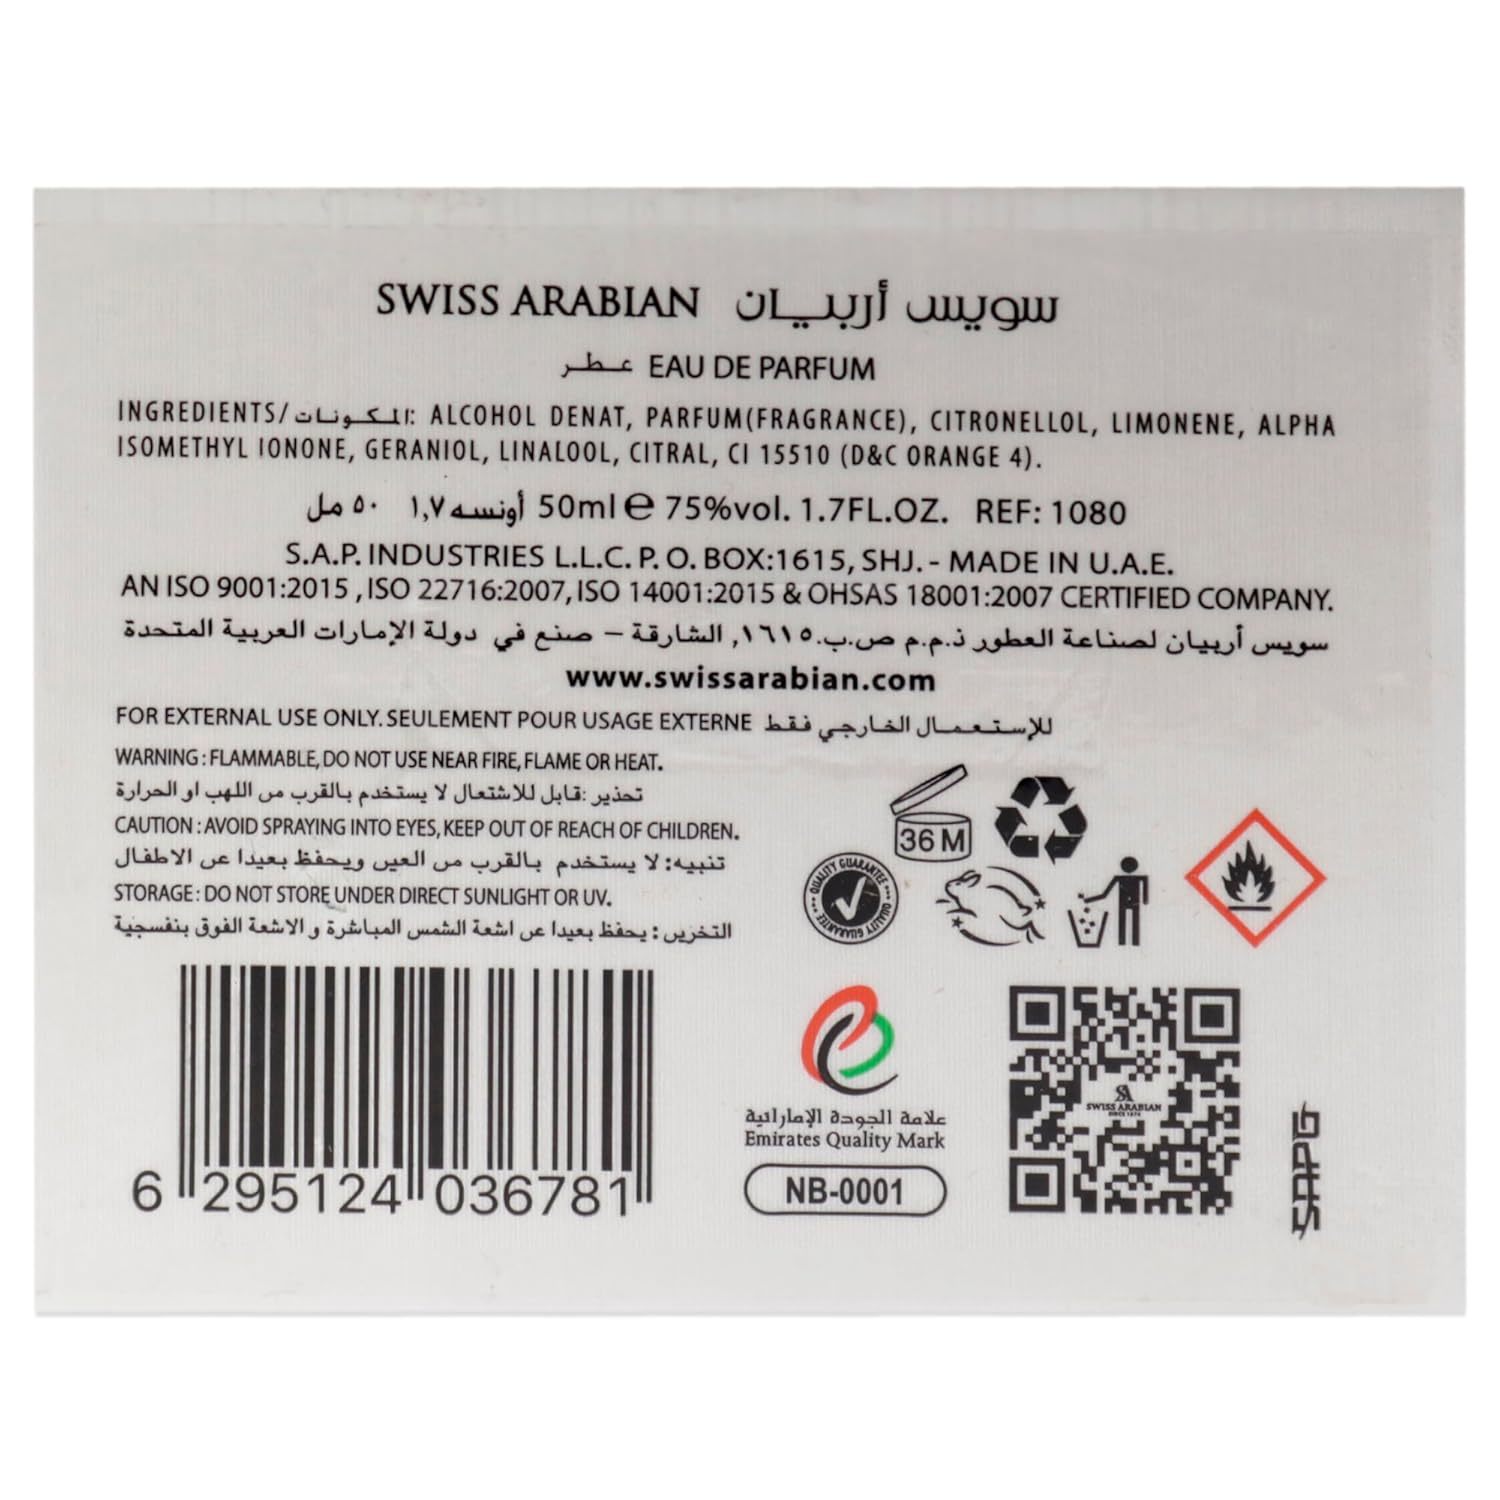 SWISS ARABIAN سويس أربيان
عطر EAU DE PARFUM
INGREDIENTS/المكونات: ALCOHOL DENAT, PARFUM(FRAGRANCE), CITRONELLOL, LIMONENE, ALPHA
ISOMETHYL IONONE, GERANIOL, LINALOOL, CITRAL, CI 15510 (D&C ORANGE 4).
٥٠ مل ١,٧ أونسه 50ml e 75%vol. 1.7FL.OZ. REF: 1080
S.A.P. INDUSTRIES L.L.C. P. O. BOX:1615, SHJ. - MADE IN U.A.E.
AN ISO 9001:2015 , ISO 22716:2007, ISO 14001:2015 & OHSAS 18001:2007 CERTIFIED COMPANY.
سويس أربيان لصناعة العطور ذ.م.م ص.ب.١٦١٥, الشارقة – صنع في دولة الإمارات العربية المتحدة
www.swissarabian.com
FOR EXTERNAL USE ONLY. SEULEMENT POUR USAGE EXTERNE للإستعمال الخارجي فقط
WARNING : FLAMMABLE, DO NOT USE NEAR FIRE, FLAME OR HEAT.
تحذير :قابل للاشتعال لا يستخدم بالقرب من اللهب او الحرارة
CAUTION : AVOID SPRAYING INTO EYES, KEEP OUT OF REACH OF CHILDREN.
تنبيه: لا يستخدم بالقرب من العين ويحفظ بعيدا عن الاطفال
STORAGE : DO NOT STORE UNDER DIRECT SUNLIGHT OR UV.
التخزين : يحفظ بعيدا عن اشعة الشمس المباشرة و الاشعة الفوق بنفسجية
36 M
QUALITY GUARANTEE
QUALITY GUARANTEE
6 295124 036781
علامة الجودة الإماراتية
Emirates Quality Mark
NB-0001
SA
SWISS ARABIAN
SINCE 1974
SAPG